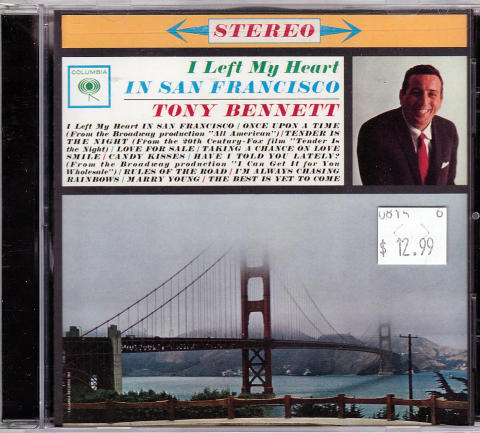 STEREO
COLUMBIA
I Left My Heart
IN SAN FRANCISCO
TONY BENNETT
I Left My Heart IN SAN FRANCISCO / ONCE UPON A TIME
(From the Broadway production "All American") / TENDER IS
THE NIGHT (From the 20th Century-Fox film "Tender Is
the Night) / LOVE FOR SALE / TAKING A CHANCE ON LOVE
SMILE / CANDY KISSES / HAVE I TOLD YOU LATELY?
(From the Broadway production "I Can Get It for You
Wholesale") / RULES OF THE ROAD / I'M ALWAYS CHASING
RAINBOWS / MARRY YOUNG / THE BEST IS YET TO COME
$ 12.99